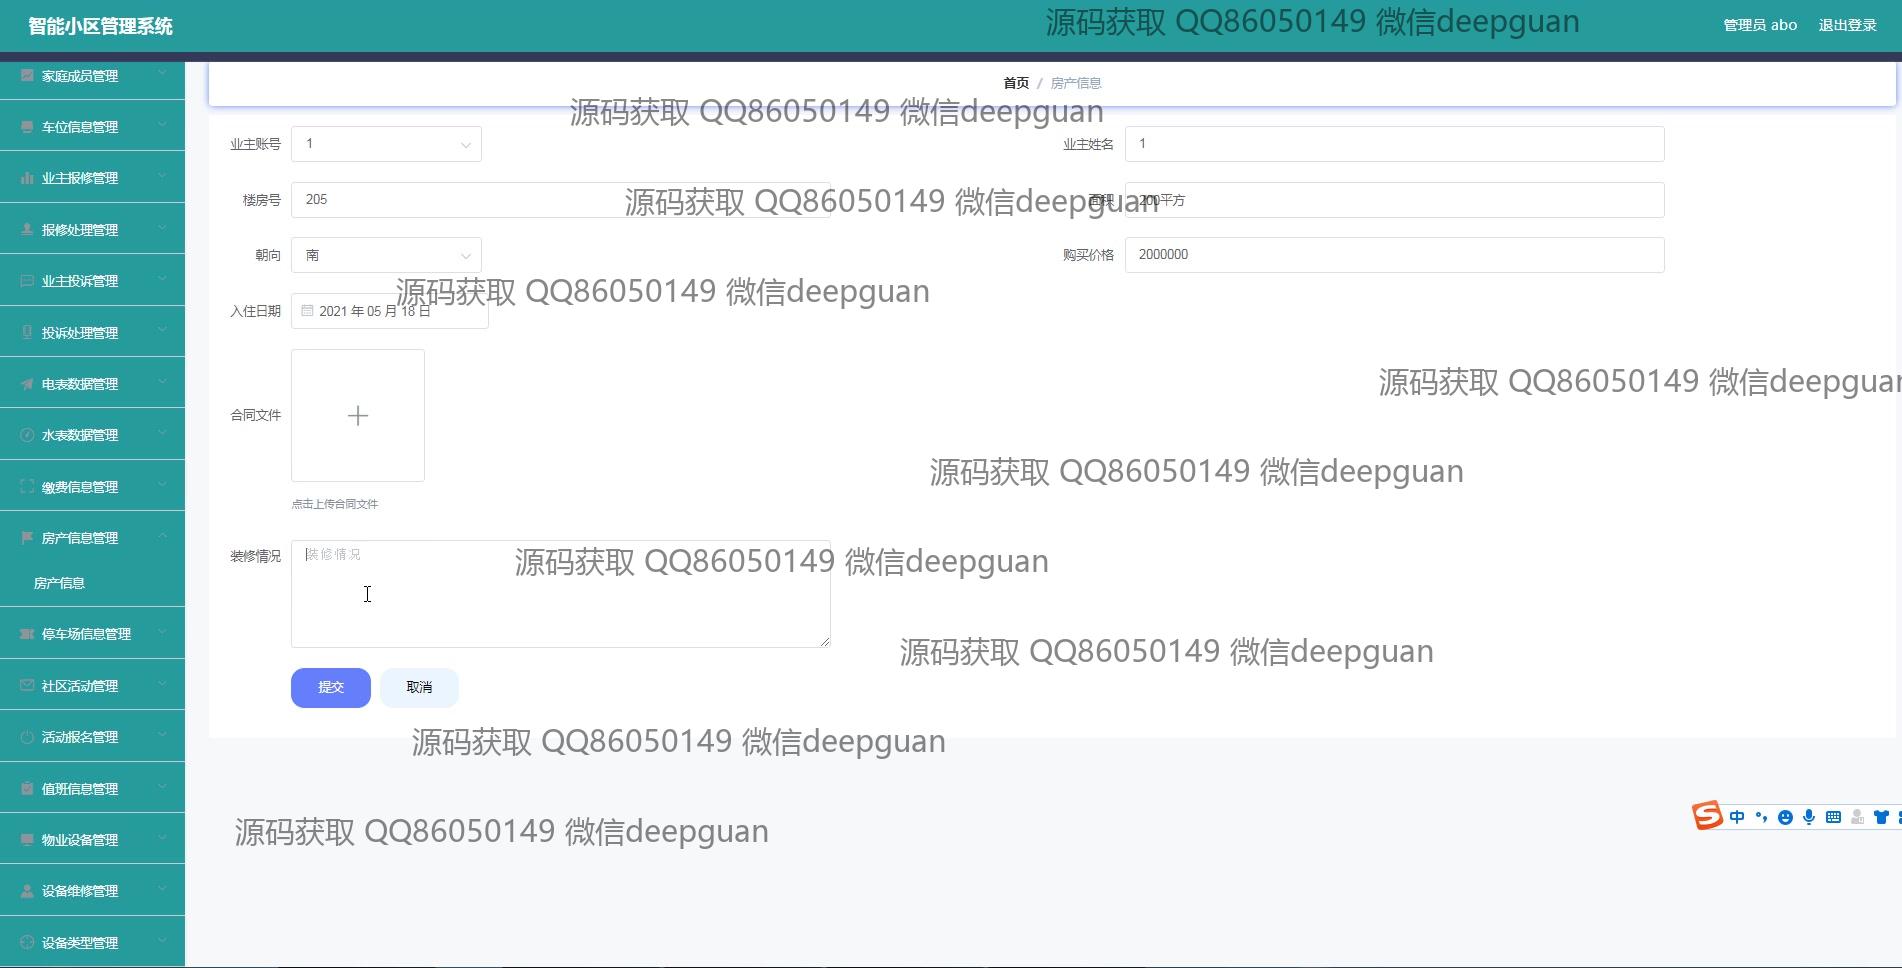 智能小区管理系统
源码获取 QQ86050149 微信deepguan
管理员 abo 退出登录
家庭成员管理
车位信息管理
业主报修管理
报修处理管理
业主投诉管理
投诉处理管理
电表数据管理
水表数据管理
缴费信息管理
房产信息管理
房产信息
停车场信息管理
社区活动管理
活动报名管理
值班信息管理
物业设备管理
设备维修管理
设备类型管理
首页 / 房产信息
源码获取 QQ86050149 微信deepguan
业主账号 1
业主姓名 1
楼房号 205
源码获取 QQ86050149 微信deepguan
面积 200平方
朝向 南
购买价格 2000000
源码获取 QQ86050149 微信deepguan
入住日期 2021 年 05 月 18 日
源码获取 QQ86050149 微信deepguan
合同文件
点击上传合同文件
源码获取 QQ86050149 微信deepguan
装修情况 装修情况
源码获取 QQ86050149 微信deepguan
源码获取 QQ86050149 微信deepguan
提交 取消
源码获取 QQ86050149 微信deepguan
源码获取 QQ86050149 微信deepguan
中